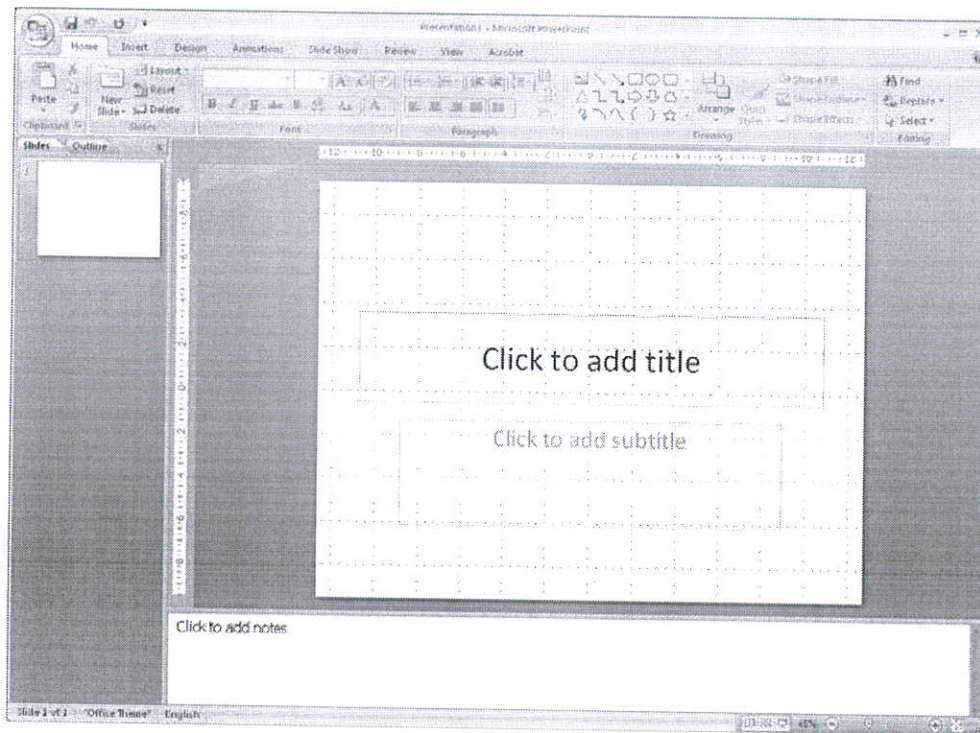 Presentation1 - Microsoft PowerPoint
Home Insert Design Animations Slide Show Review View Acrobat
Paste
New
Slide
Layout
Reset
Delete
Clipboard
Slides
Font
Paragraph
Arrange
Quick
Styles
Shape Fill
Shape Outline
Shape Effects
Drawing
Find
Replace
Select
Editing
Slides Outline
Click to add title
Click to add subtitle
Click to add notes
Slide 1 of 1 "Office Theme" English